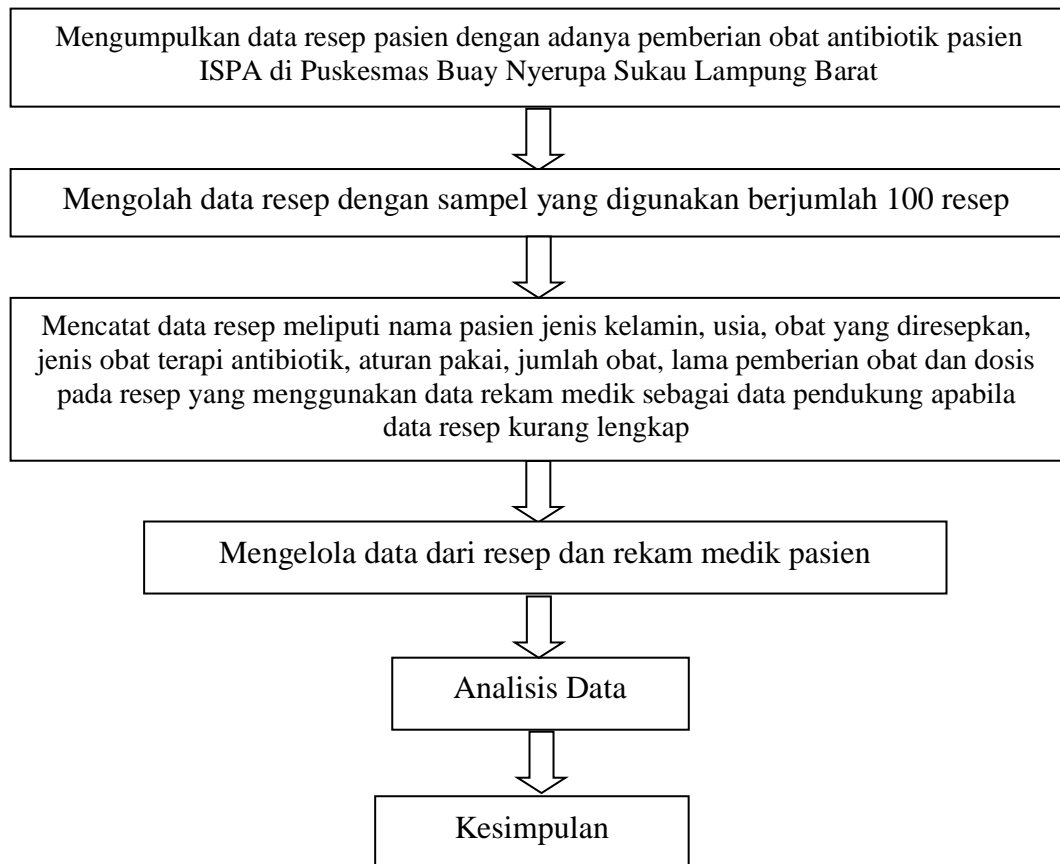 Mengumpulkan data resep pasien dengan adanya pemberian obat antibiotik pasien
ISPA di Puskesmas Buay Nyerupa Sukau Lampung Barat
Mengolah data resep dengan sampel yang digunakan berjumlah 100 resep
Mencatat data resep meliputi nama pasien jenis kelamin, usia, obat yang diresepkan,
jenis obat terapi antibiotik, aturan pakai, jumlah obat, lama pemberian obat dan dosis
pada resep yang menggunakan data rekam medik sebagai data pendukung apabila
data resep kurang lengkap
Mengelola data dari resep dan rekam medik pasien
Analisis Data
Kesimpulan